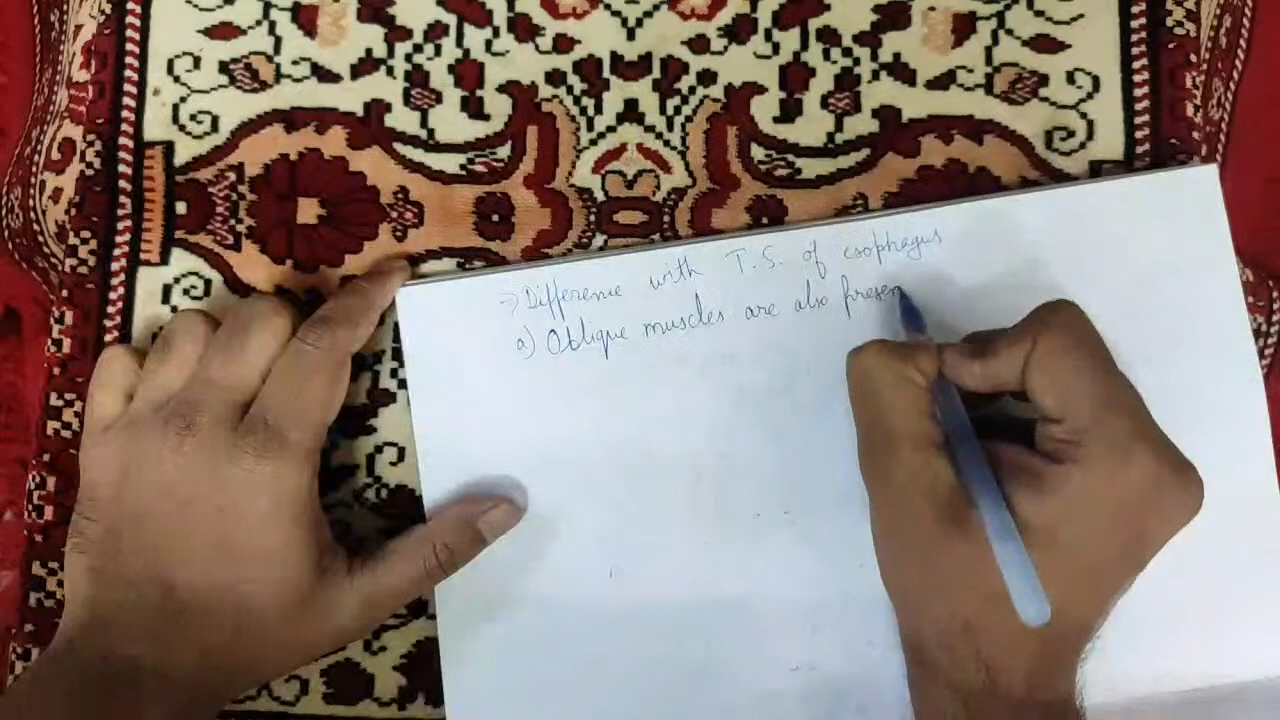 → Difference with T.S. of esophagus
a) Oblique muscles are also presen